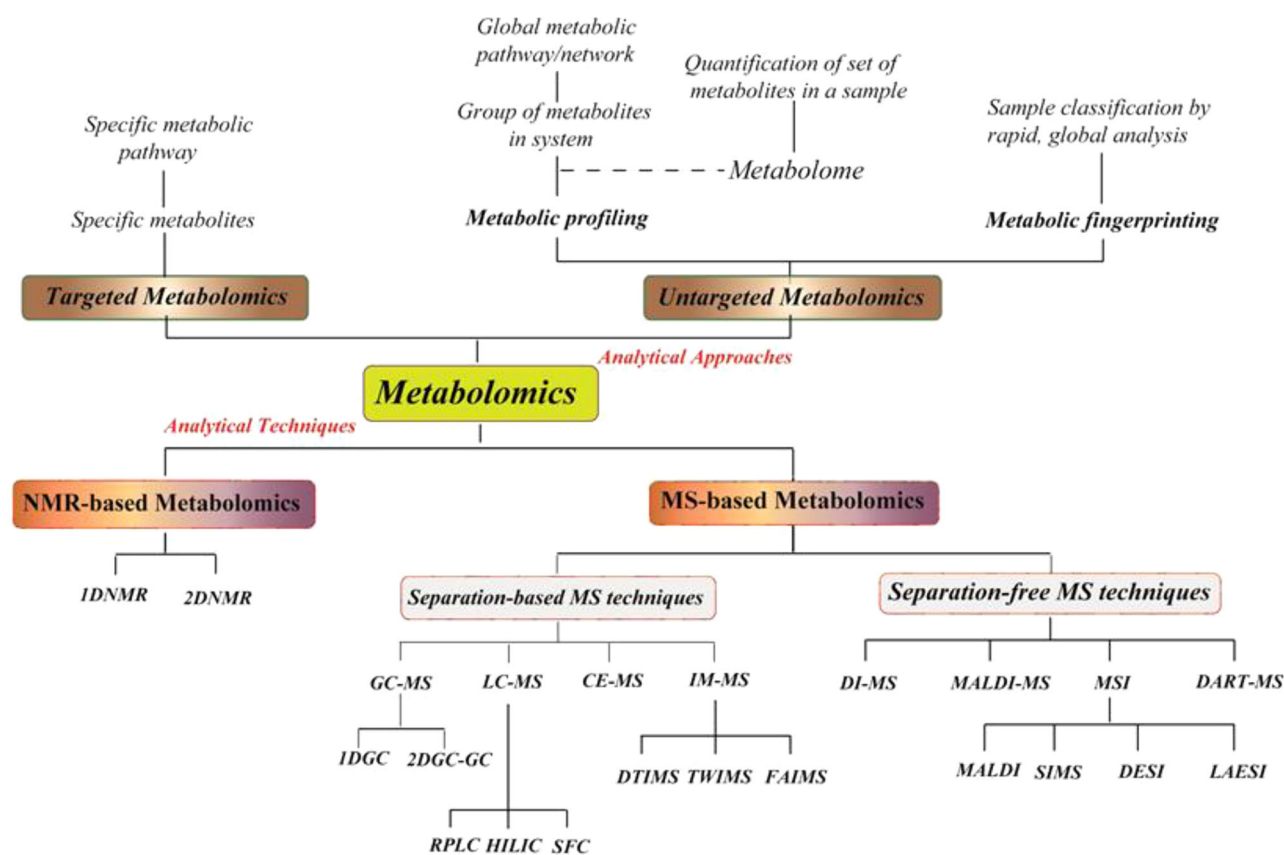 Global metabolic
pathway/network
Quantification of set of
metabolites in a sample
Group of metabolites
in system
Sample classification by
rapid, global analysis
Specific metabolic
pathway
Metabolome
Specific metabolites
Metabolic profiling
Metabolic fingerprinting
Targeted Metabolomics
Untargeted Metabolomics
Analytical Approaches
Metabolomics
Analytical Techniques
NMR-based Metabolomics
MS-based Metabolomics
1DNMR
2DNMR
Separation-based MS techniques
Separation-free MS techniques
GC-MS
LC-MS
CE-MS
IM-MS
DI-MS
MALDI-MS
MSI
DART-MS
1DGC
2DGC-GC
DTIMS
TWIMS
FAIMS
MALDI
SIMS
DESI
LAESI
RPLC
HILIC
SFC